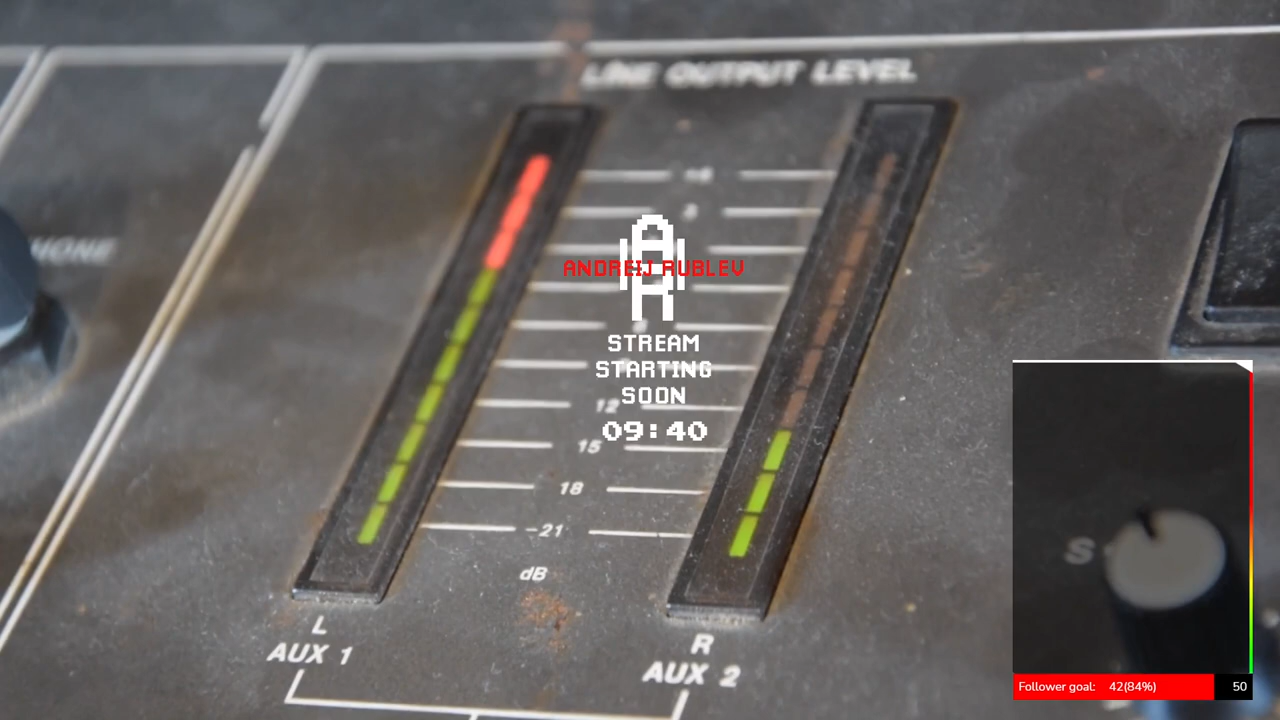 LINE OUTPUT LEVEL
HONE
ANDREIJ RUBLEV
STREAM
STARTING
SOON
09:40
12
15
18
-21
dB
L
AUX 1
R
AUX 2
S
Follower goal: 42(84%) 50